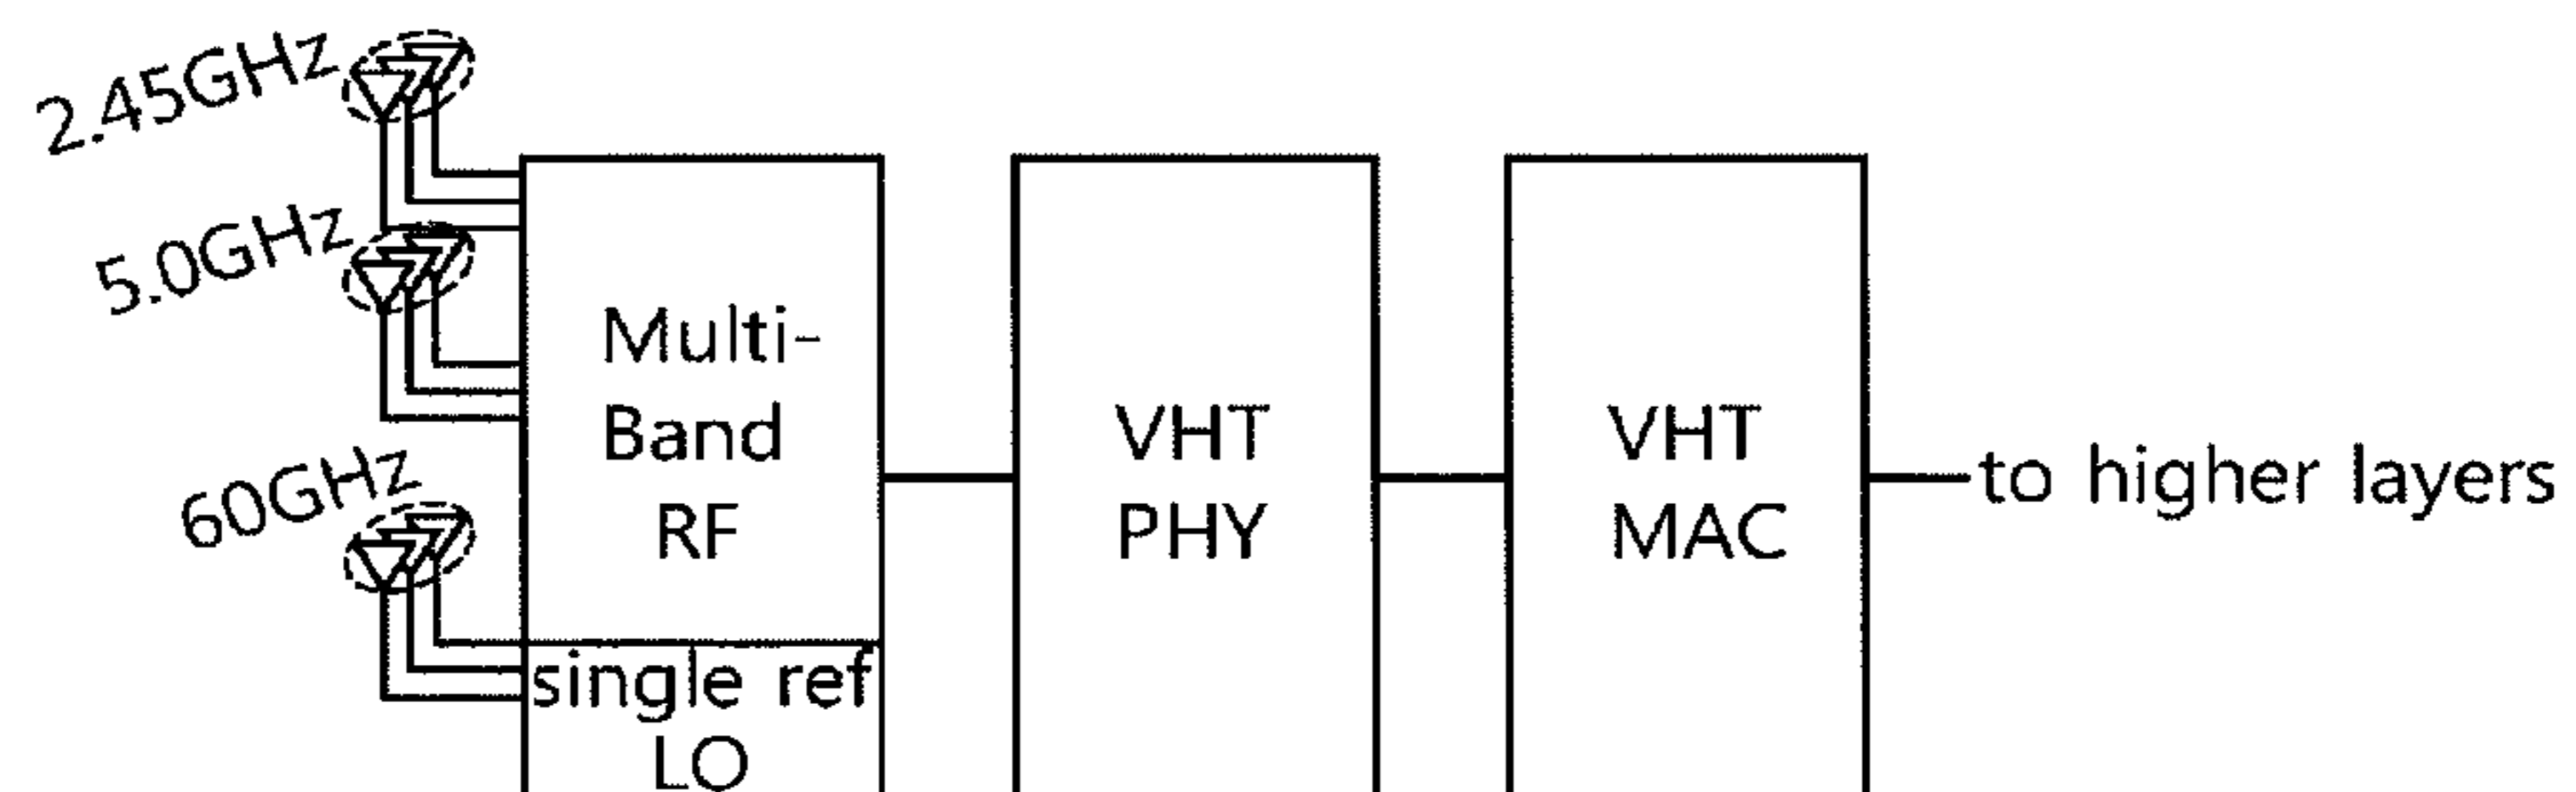 2.45GHz
5.0GHz
60GHz
Multi-
Band
RF
single ref
LO
VHT
PHY
VHT
MAC
to higher layers